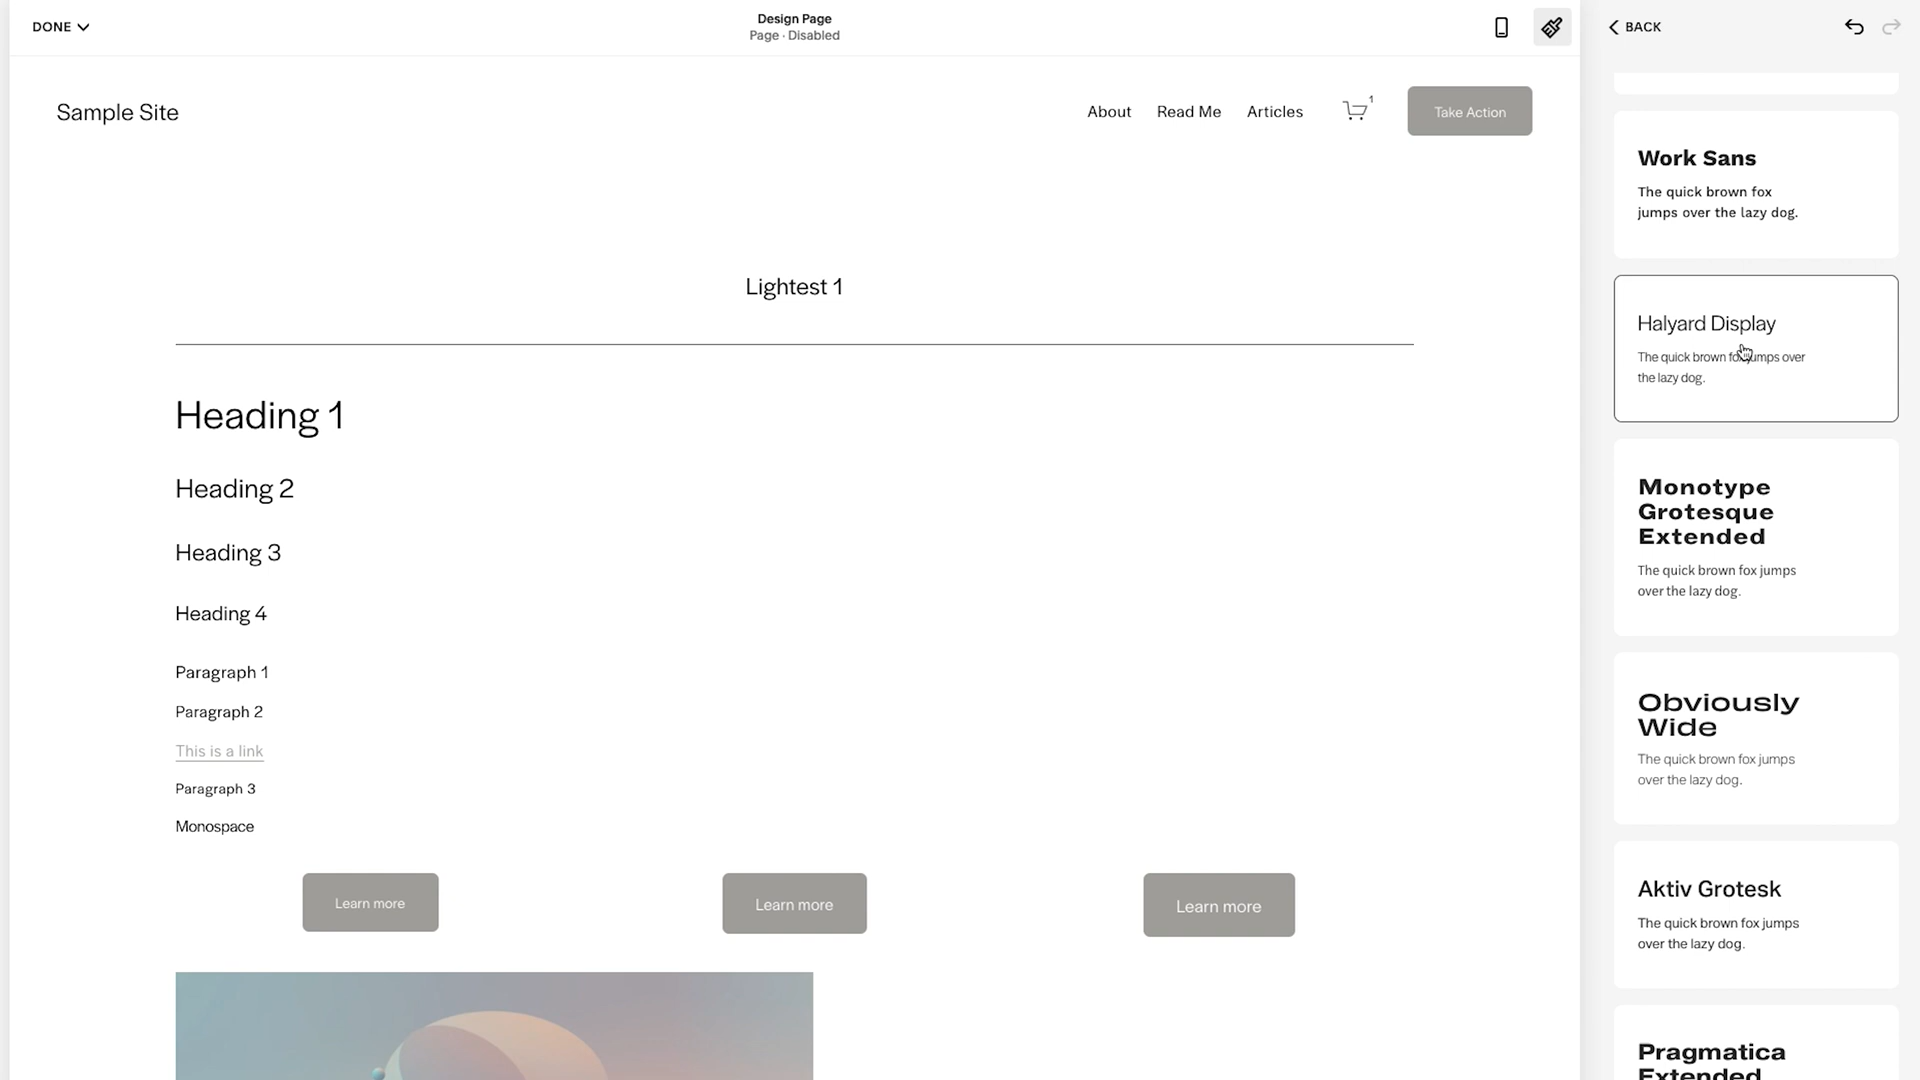 DONE
Design Page
Page · Disabled
BACK
Sample Site
About
Read Me
Articles
1
Take Action
Lightest 1
Heading 1
Heading 2
Heading 3
Heading 4
Paragraph 1
Paragraph 2
This is a link
Paragraph 3
Monospace
Learn more
Learn more
Learn more
Work Sans
The quick brown fox
jumps over the lazy dog.
Halyard Display
The quick brown fox jumps over
the lazy dog.
Monotype
Grotesque
Extended
The quick brown fox jumps
over the lazy dog.
Obviously
Wide
The quick brown fox jumps
over the lazy dog.
Aktiv Grotesk
The quick brown fox jumps
over the lazy dog.
Pragmatica
Extended